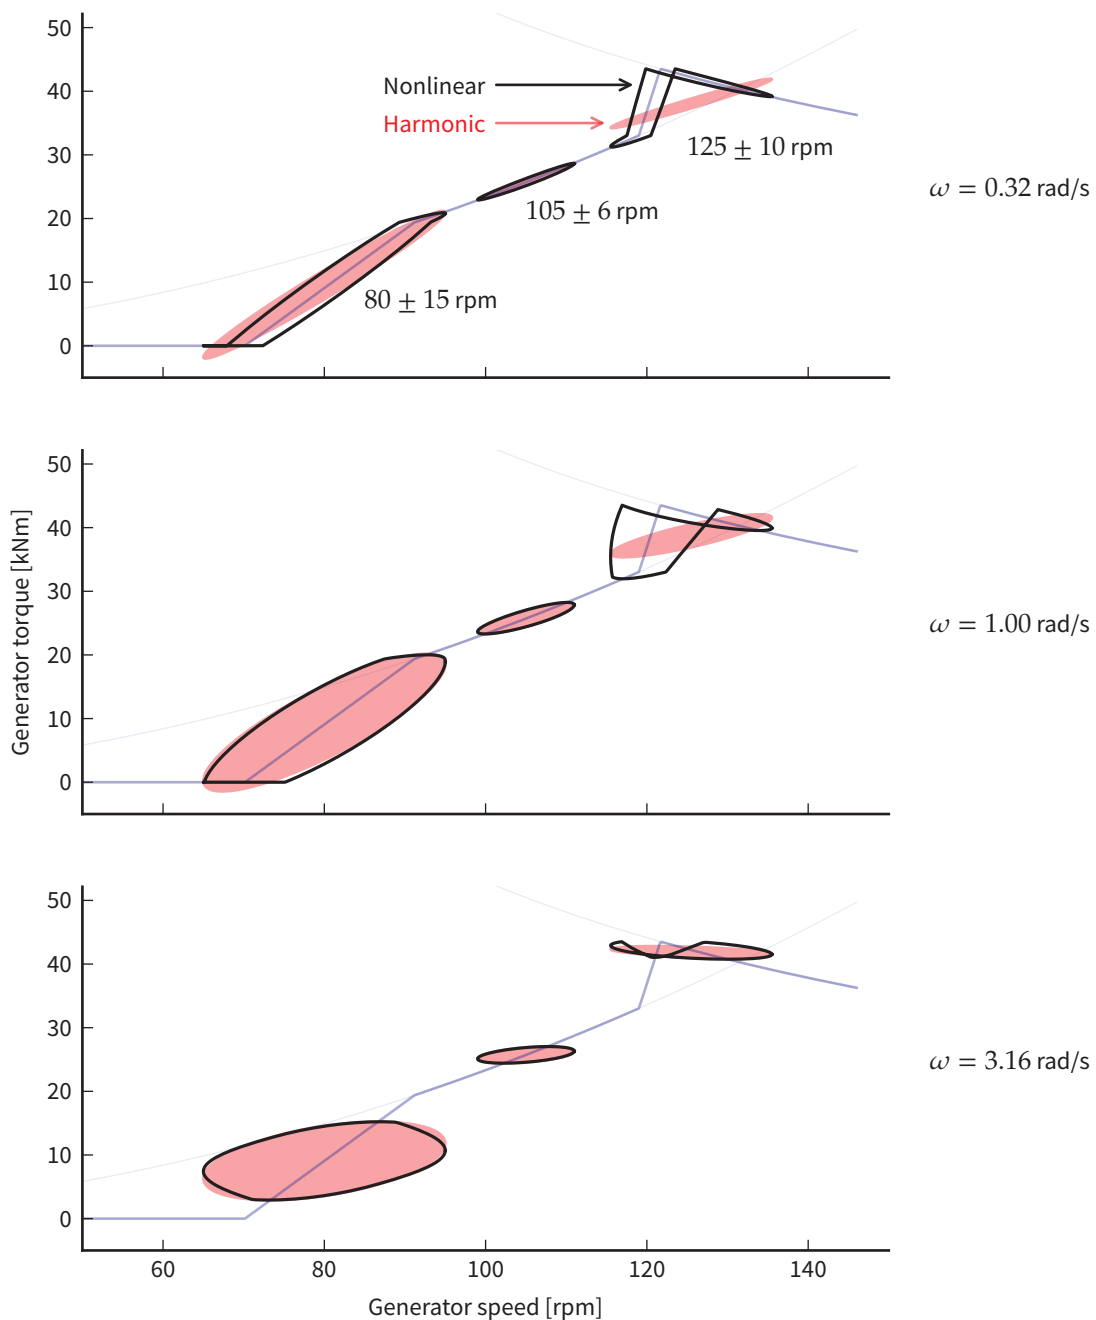 50
40
30
20
10
0
Nonlinear
Harmonic
125 ± 10 rpm
105 ± 6 rpm
80 ± 15 rpm
ω = 0.32 rad/s
Generator torque [kNm]
50
40
30
20
10
0
ω = 1.00 rad/s
50
40
30
20
10
0
ω = 3.16 rad/s
60 80 100 120 140
Generator speed [rpm]